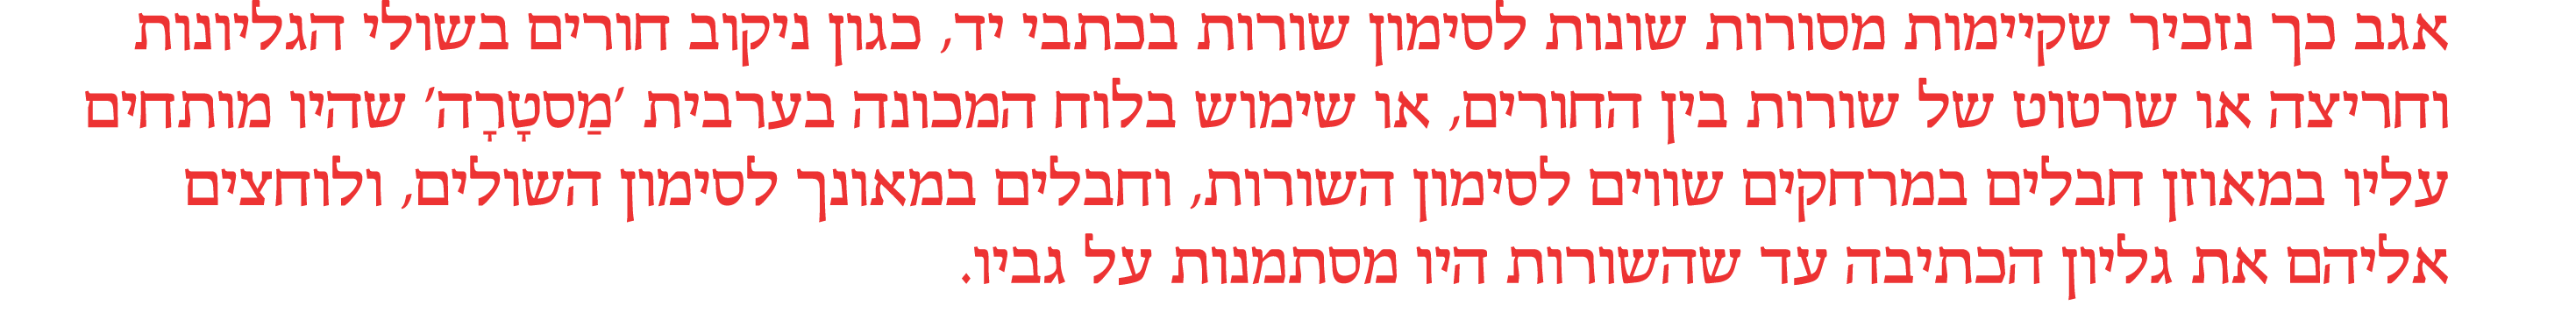 אגב כך נזכיר שקיימות מסורות שונות לסימון שורות בכתבי יד, כגון ניקוב חורים בשולי הגליונות
וחריצה או שרטוט של שורות בין החורים, או שימוש בלוח המכונה בערבית ׳מַסטָרָה׳ שהיו מותחים
עליו במאוזן חבלים במרחקים שווים לסימון השורות, וחבלים במאונך לסימון השולים, ולוחצים
אליהם את גליון הכתיבה עד שהשורות היו מסתמנות על גביו.